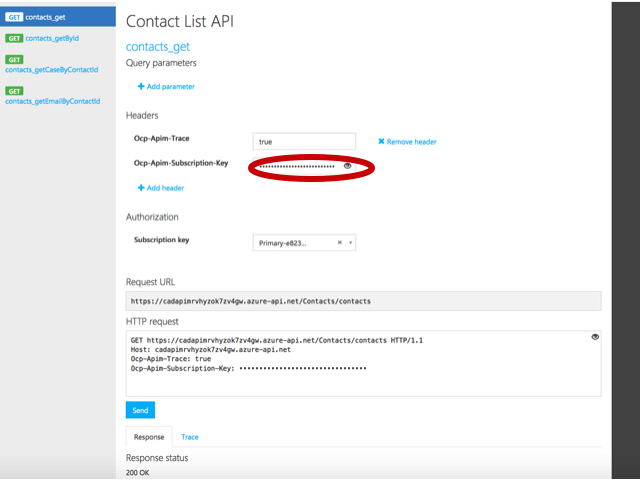 GET contacts_get
GET contacts_getById
GET
contacts_getCaseByContactId
GET
contacts_getEmailByContactId
Contact List API
contacts_get
Query parameters
Add parameter
Headers
Ocp-Apim-Trace true Remove header
Ocp-Apim-Subscription-Key ••••••••••••••••••••••••••
Add header
Authorization
Subscription key Primary-e823...
Request URL
https://cadapimrvhyzok7zv4gw.azure-api.net/Contacts/contacts
HTTP request
GET https://cadapimrvhyzok7zv4gw.azure-api.net/Contacts/contacts HTTP/1.1
Host: cadapimrvhyzok7zv4gw.azure-api.net
Ocp-Apim-Trace: true
Ocp-Apim-Subscription-Key: ••••••••••••••••••••••••••••••••
Send
Response Trace
Response status
200 OK